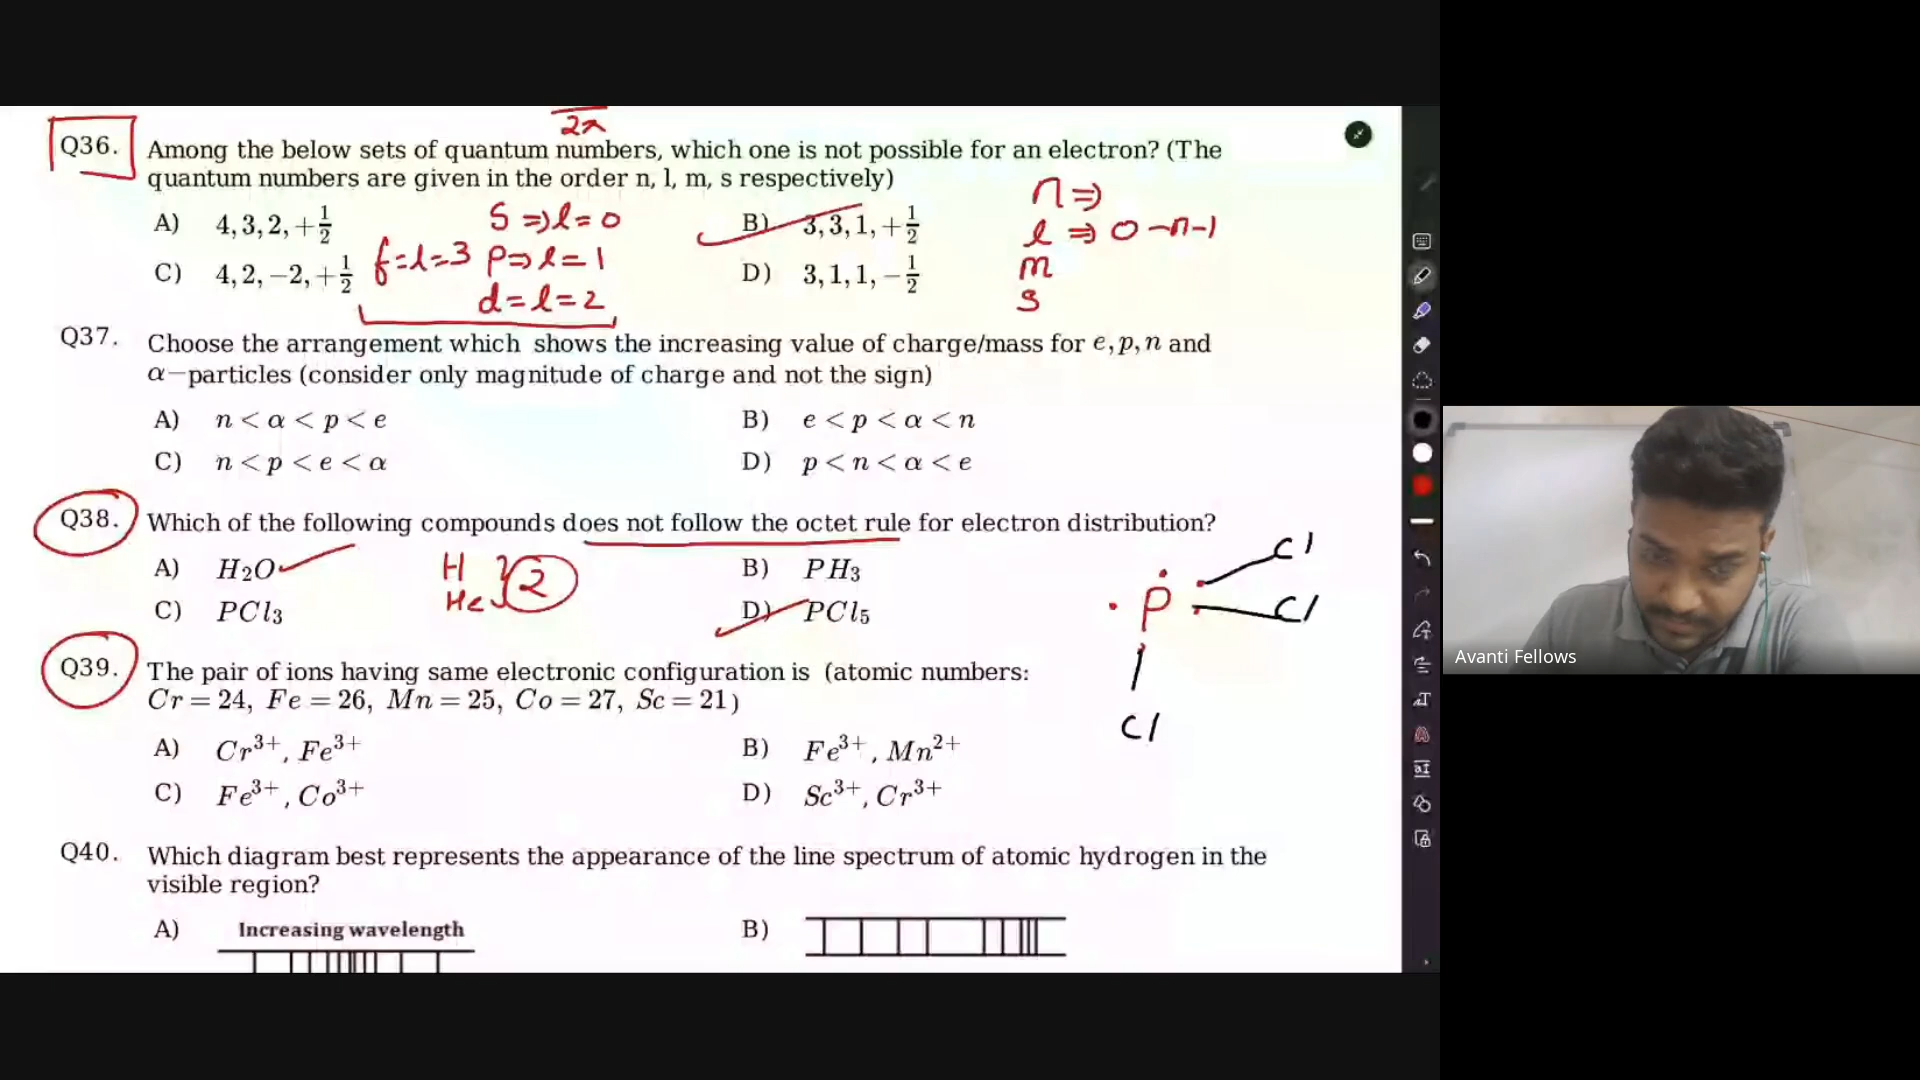 2π
Q36. Among the below sets of quantum numbers, which one is not possible for an electron? (The
quantum numbers are given in the order n, l, m, s respectively)
n ⇒
A) 4, 3, 2, +1/2
S ⇒ l = 0
B) 3, 3, 1, +1/2
l ⇒ 0 - n - 1
f = l = 3
P ⇒ l = 1
m
C) 4, 2, −2, +1/2
D) 3, 1, 1, −1/2
d = l = 2
s
Q37. Choose the arrangement which shows the increasing value of charge/mass for e, p, n and
α−particles (consider only magnitude of charge and not the sign)
A) n < α < p < e
B) e < p < α < n
C) n < p < e < α
D) p < n < α < e
Q38. Which of the following compounds does not follow the octet rule for electron distribution?
A) H₂O
H
He
2
B) PH₃
C) PCl₃
D) PCl₅
Cl
P
Cl
Cl
Q39. The pair of ions having same electronic configuration is (atomic numbers:
Cr = 24, Fe = 26, Mn = 25, Co = 27, Sc = 21)
A) Cr³⁺, Fe³⁺
B) Fe³⁺, Mn²⁺
C) Fe³⁺, Co³⁺
D) Sc³⁺, Cr³⁺
Q40. Which diagram best represents the appearance of the line spectrum of atomic hydrogen in the
visible region?
A) Increasing wavelength
B)
Avanti Fellows